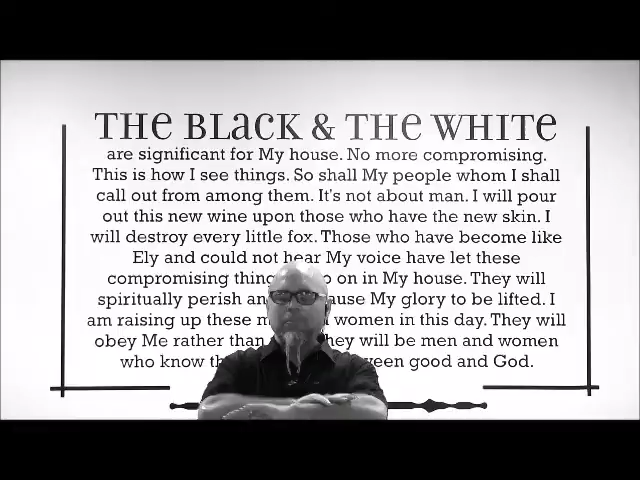 THE BLACK & THE WHITE
are significant for My house. No more compromising.
This is how I see things. So shall My people whom I shall
call out from among them. It's not about man. I will pour
out this new wine upon those who have the new skin. I
will destroy every little fox. Those who have become like
Ely and could not hear My voice have let these
compromising go on in My house. They will
spiritually perish My glory to be lifted. I
am raising up these women in this day. They will
obey Me rather than They will be men and women
who know between good and God.